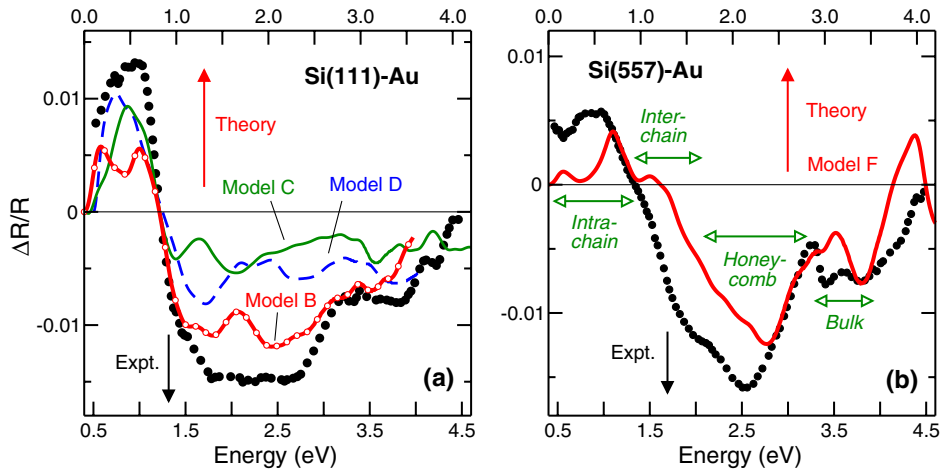 0.0 1.0 2.0 3.0 4.0
Si(111)-Au
0.01
0
-0.01
ΔR/R
Theory
Model C
Model D
Model B
Expt.
(a)
0.5 1.5 2.5 3.5 4.5
Energy (eV)
0.0 1.0 2.0 3.0 4.0
Si(557)-Au
0.01
0
-0.01
Inter-
chain
Theory
Model F
Intra-
chain
Honey-
comb
Bulk
Expt.
(b)
0.5 1.5 2.5 3.5 4.5
Energy (eV)